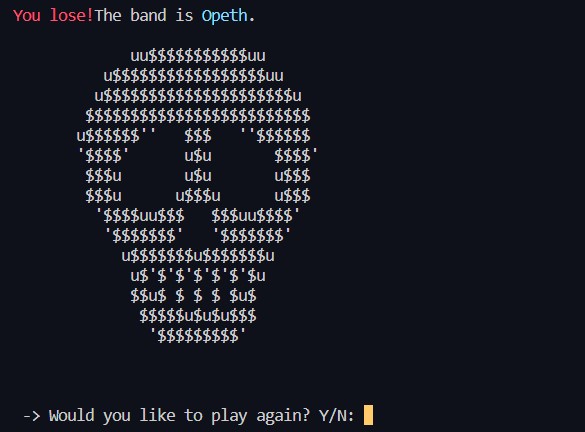 You lose!The band is Opeth.
uu$$$$$$$$$$$uu
u$$$$$$$$$$$$$$$$$uu
u$$$$$$$$$$$$$$$$$$$$$u
$$$$$$$$$$$$$$$$$$$$$$$$$
u$$$$$$''   $$$   ''$$$$$$
'$$$$'      u$u       $$$$'
$$$u       u$u       u$$$
$$$u      u$$$u      u$$$
'$$$$uu$$$   $$$uu$$$$'
'$$$$$$$'   '$$$$$$$'
u$$$$$$$u$$$$$$$u
u$'$'$'$'$'$'$u
$$u$ $ $ $ $u$
$$$$$u$u$u$$$
'$$$$$$$$$'
-> Would you like to play again? Y/N: